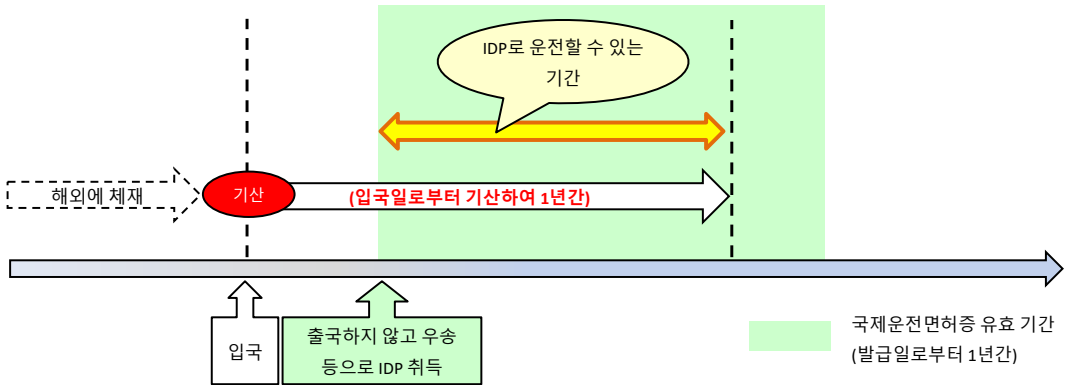 IDP로 운전할 수 있는
기간
해외에 체재
기산
(입국일로부터 기산하여 1년간)
입국
출국하지 않고 우송
등으로 IDP 취득
국제운전면허증 유효 기간
(발급일로부터 1년간)